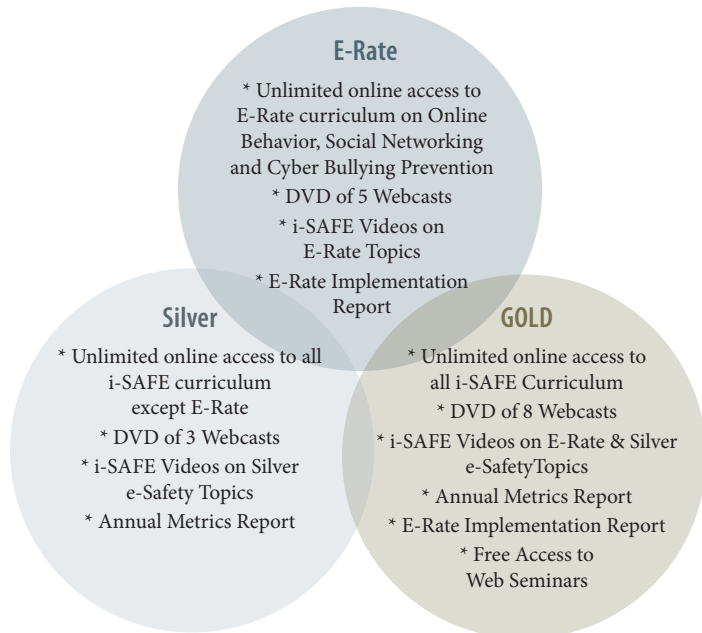 E-Rate
* Unlimited online access to
E-Rate curriculum on Online
Behavior, Social Networking
and Cyber Bullying Prevention
* DVD of 5 Webcasts
* i-SAFE Videos on
E-Rate Topics
* E-Rate Implementation
Report
Silver
* Unlimited online access to all
i-SAFE curriculum
except E-Rate
* DVD of 3 Webcasts
* i-SAFE Videos on Silver
e-Safety Topics
* Annual Metrics Report
GOLD
* Unlimited online access to
all i-SAFE Curriculum
* DVD of 8 Webcasts
* i-SAFE Videos on E-Rate & Silver
e-SafetyTopics
* Annual Metrics Report
* E-Rate Implementation Report
* Free Access to
Web Seminars